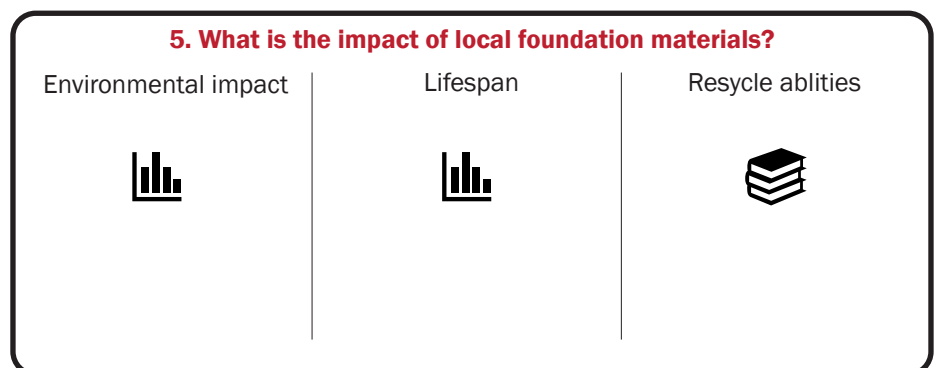 5. What is the impact of local foundation materials?
Environmental impact
Lifespan
Resycle ablities